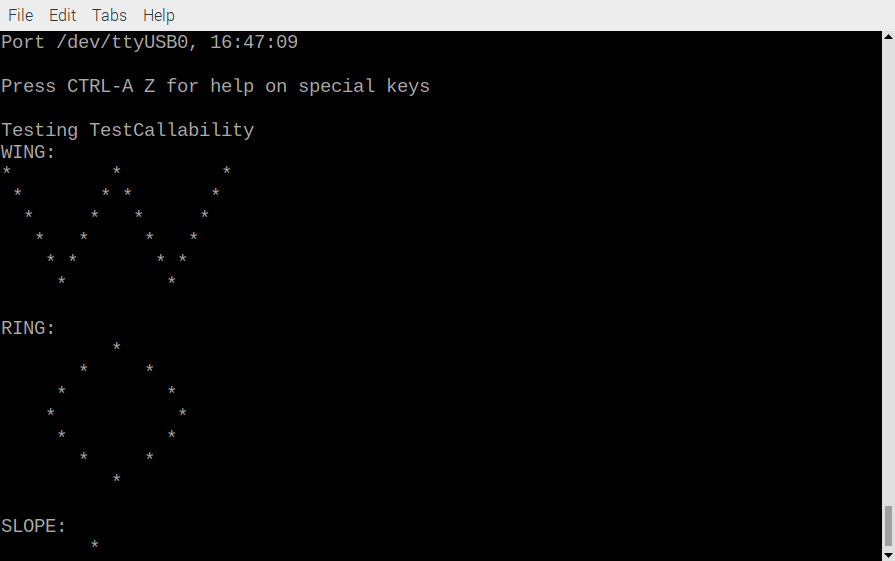 File Edit Tabs Help
Port /dev/ttyUSB0, 16:47:09
Press CTRL-A Z for help on special keys
Testing TestCallability
WING:
*         *         *
 *       * *       *
  *     *   *     *
   *   *     *   *
    * *       * *
     *         *
RING:
          *
       *     *
     *         *
    *           *
     *         *
       *     *
          *
SLOPE:
        *